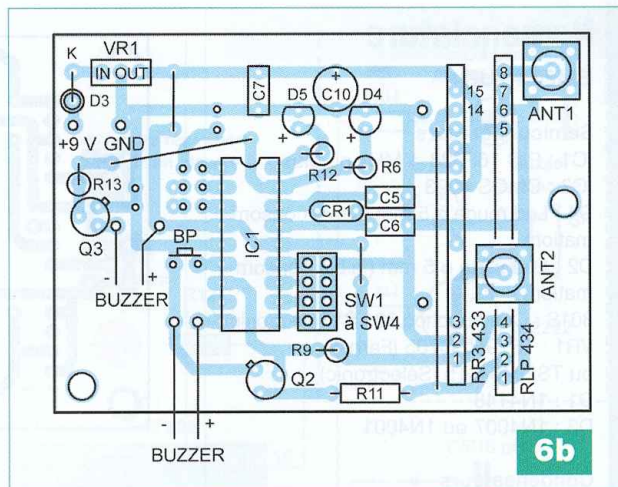 K VR1
IN OUT
D3
+9 V GND
R13
Q3
BP
- +
BUZZER
- +
BUZZER
C7
D5 + C10 D4
+ +
R12 R6
IC1
CR1 C5
C6
SW1
à SW4
R9
Q2
R11
15
14
3
2
1
RR3 433
8
7
6
5
4
3
2
1
RLP 434
ANT1
ANT2
6b